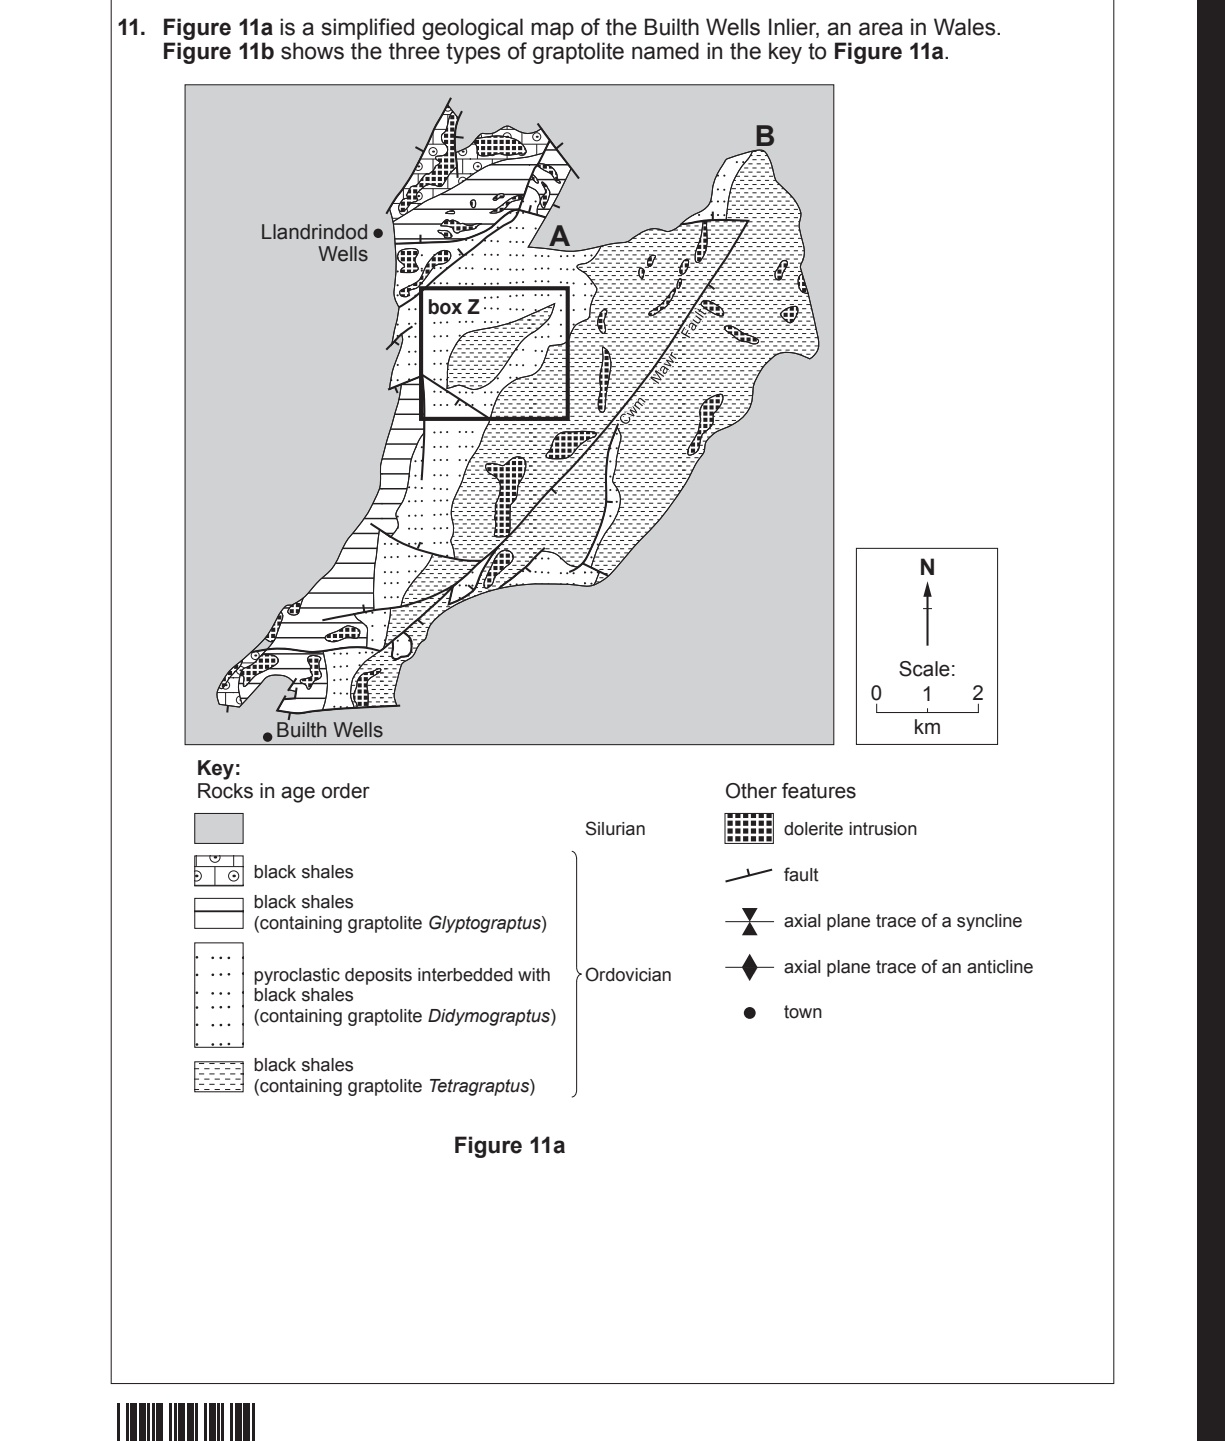 11. Figure 11a is a simplified geological map of the Builth Wells Inlier, an area in Wales.
Figure 11b shows the three types of graptolite named in the key to Figure 11a.
B
Llandrindod
Wells
A
box Z
Cwm Mawr Fault
N
Scale:
0 1 2
km
Builth Wells
Key:
Rocks in age order
Silurian
black shales
black shales
(containing graptolite Glyptograptus)
pyroclastic deposits interbedded with
black shales
(containing graptolite Didymograptus)
Ordovician
black shales
(containing graptolite Tetragraptus)
Other features
dolerite intrusion
fault
axial plane trace of a syncline
axial plane trace of an anticline
town
Figure 11a